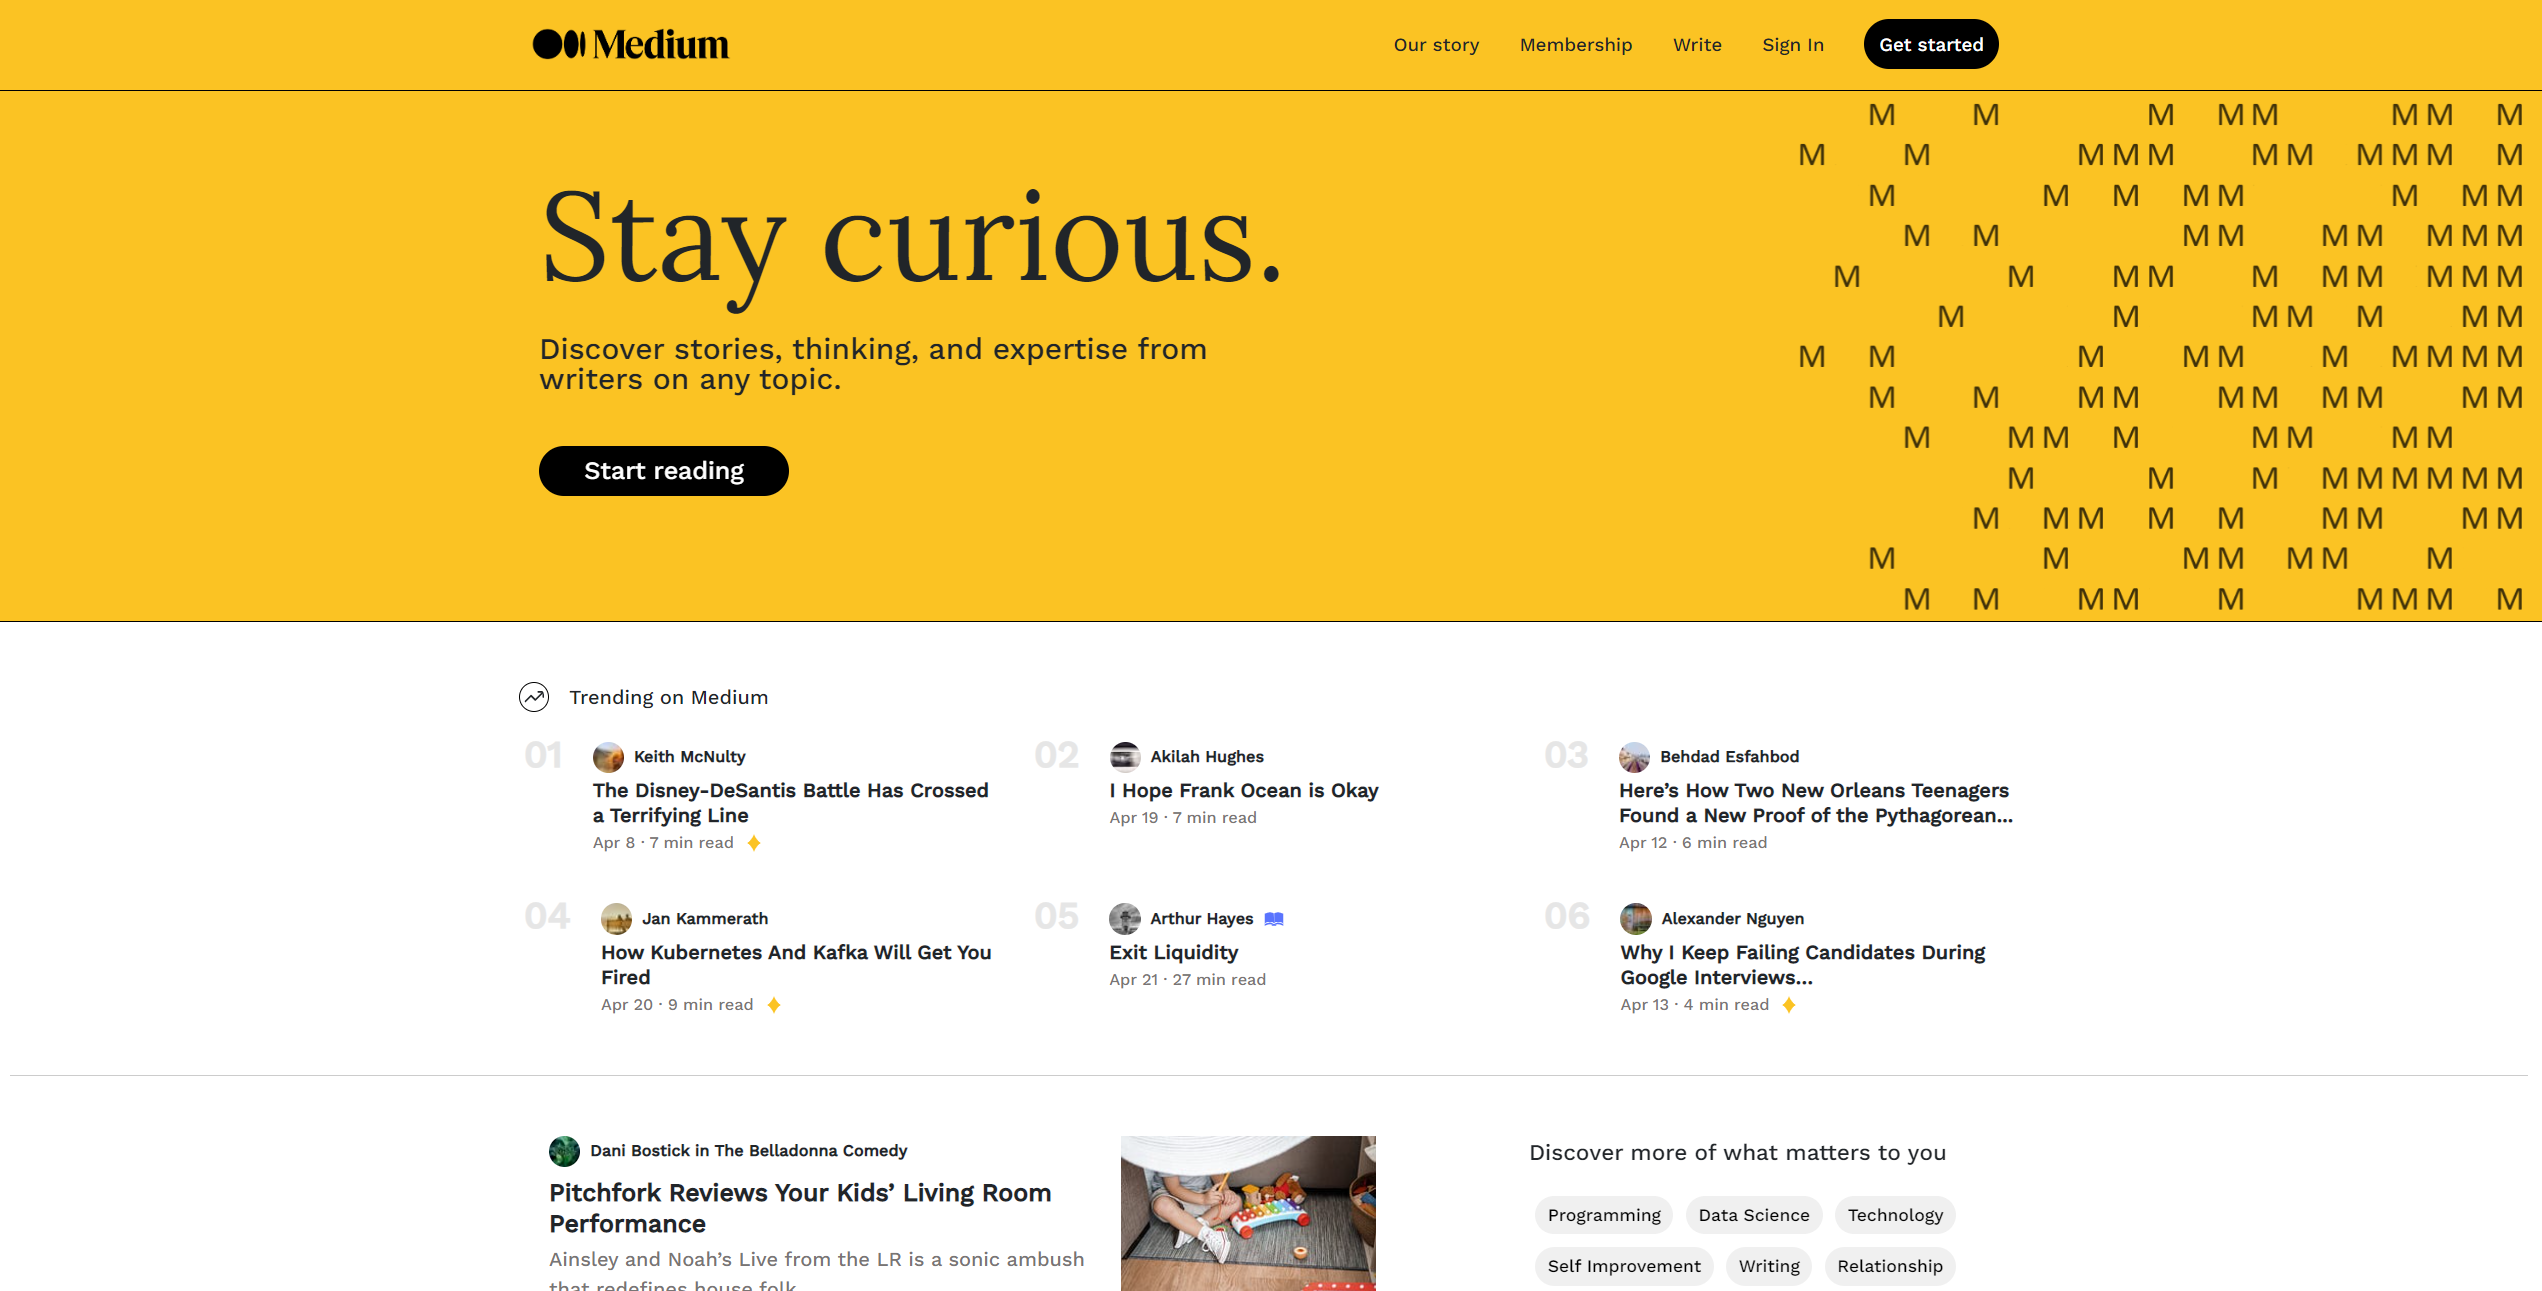 Medium
Our story Membership Write Sign In Get started
M M M M M M M M
M M M M M M M M M M M
M M M M M M M M
M M M M M M M M M
M M M M M M M M M M
M M M M M M M
M M M M M M M M M M
M M M M M M M M M M
M M M M M M M M
M M M M M M M M M
M M M M M M M M M
M M M M M M M
M M M M M M M M M
Stay curious.
Discover stories, thinking, and expertise from
writers on any topic.
Start reading
Trending on Medium
01 Keith McNulty
The Disney-DeSantis Battle Has Crossed
a Terrifying Line
Apr 8 · 7 min read
02 Akilah Hughes
I Hope Frank Ocean is Okay
Apr 19 · 7 min read
03 Behdad Esfahbod
Here’s How Two New Orleans Teenagers
Found a New Proof of the Pythagorean...
Apr 12 · 6 min read
04 Jan Kammerath
How Kubernetes And Kafka Will Get You
Fired
Apr 20 · 9 min read
05 Arthur Hayes
Exit Liquidity
Apr 21 · 27 min read
06 Alexander Nguyen
Why I Keep Failing Candidates During
Google Interviews...
Apr 13 · 4 min read
Dani Bostick in The Belladonna Comedy
Pitchfork Reviews Your Kids’ Living Room
Performance
Ainsley and Noah’s Live from the LR is a sonic ambush
that redefines house folk
Discover more of what matters to you
Programming Data Science Technology
Self Improvement Writing Relationship